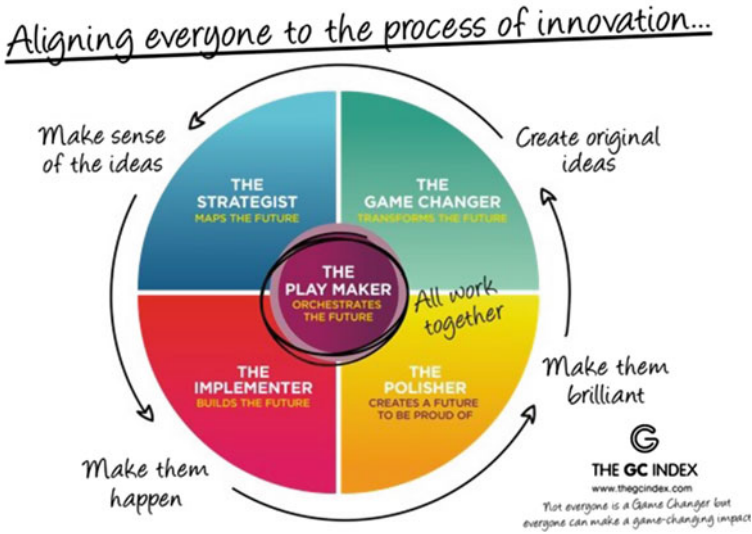 Aligning everyone to the process of innovation...
Make sense
of the ideas
Create original
ideas
THE
STRATEGIST
MAPS THE FUTURE
THE
GAME CHANGER
TRANSFORMS THE FUTURE
THE
PLAY MAKER
ORCHESTRATES
THE FUTURE
All work
together
THE
IMPLEMENTER
BUILDS THE FUTURE
THE
POLISHER
CREATES A FUTURE
TO BE PROUD OF
Make them
brilliant
Make them
happen
THE GC INDEX
www.thegcindex.com
Not everyone is a Game Changer but
everyone can make a game-changing impact